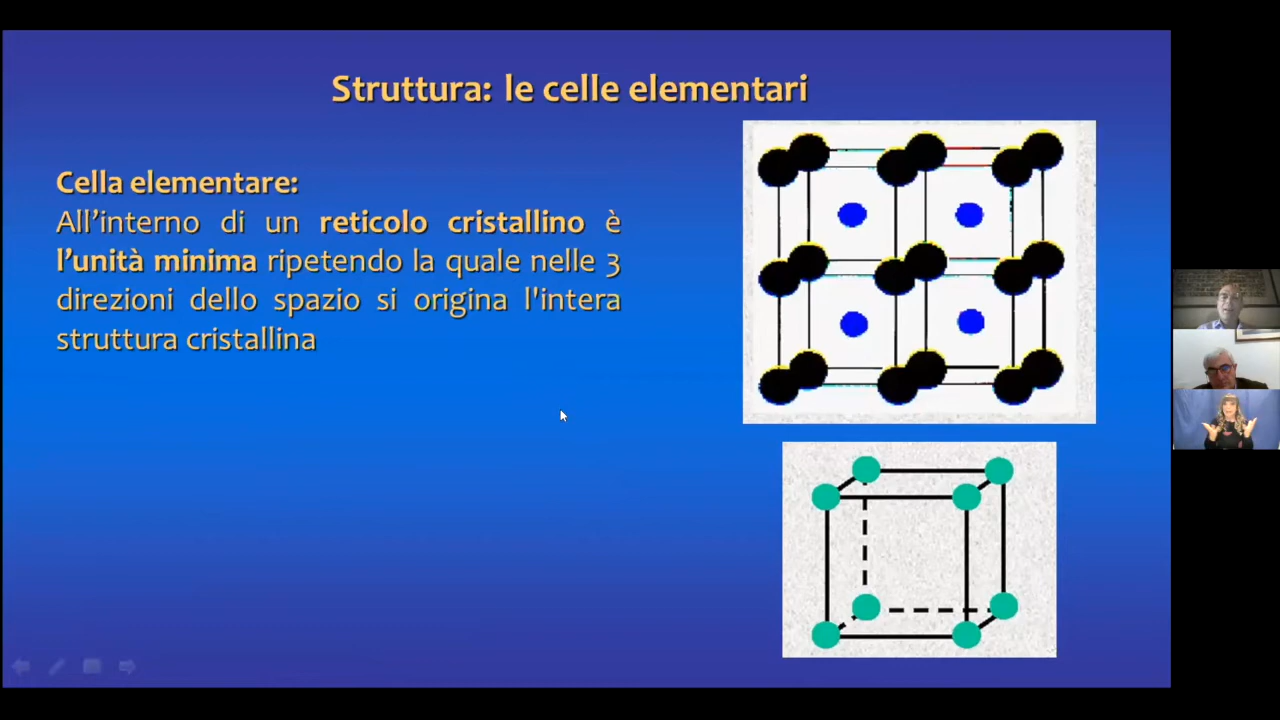 Struttura: le celle elementari
Cella elementare:
All’interno di un reticolo cristallino è
l’unità minima ripetendo la quale nelle 3
direzioni dello spazio si origina l'intera
struttura cristallina